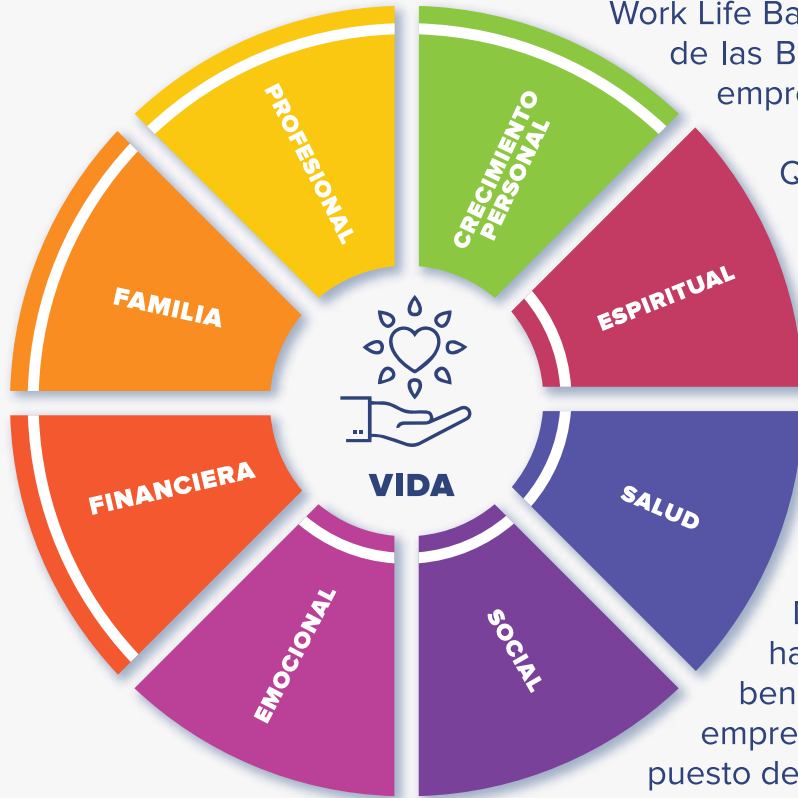 Work Life Ba
de las B
empre
Q
PROFESIONAL
CRECIMIENTO
PERSONAL
FAMILIA
ESPIRITUAL
FINANCIERA
VIDA
SALUD
EMOCIONAL
SOCIAL
ha
ben
empre
puesto de